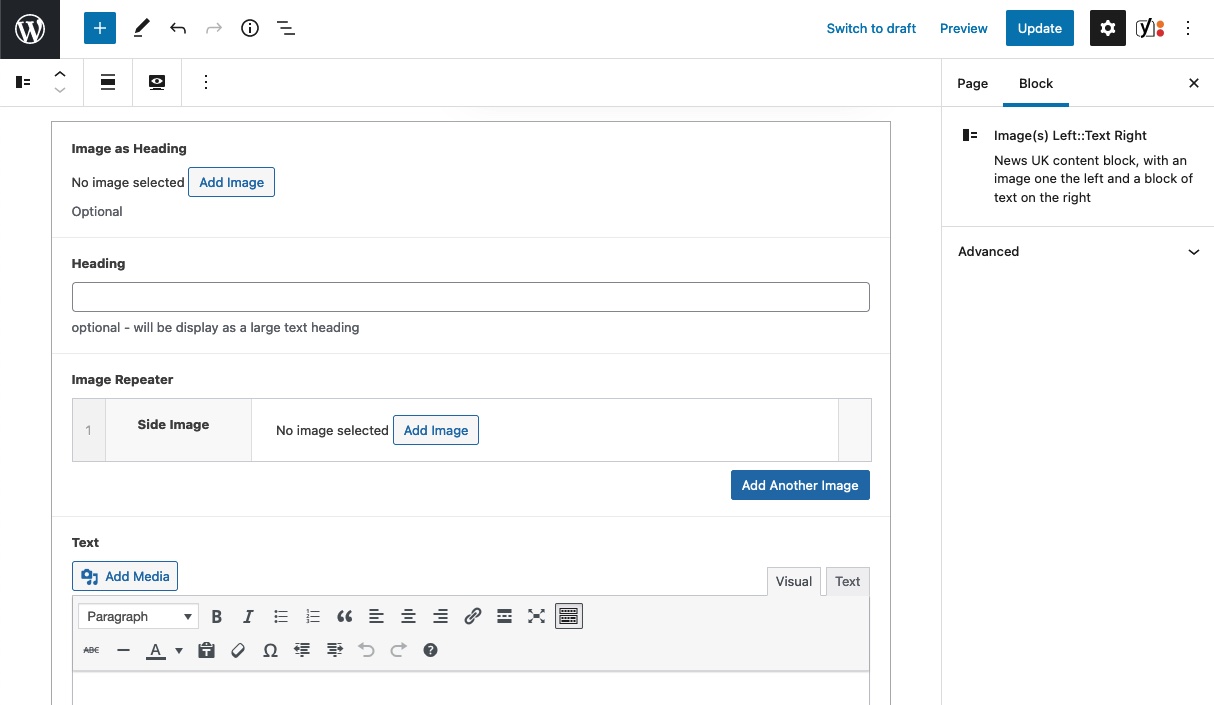 Switch to draft
Preview
Update
Page
Block
Image(s) Left::Text Right
News UK content block, with an
image one the left and a block of
text on the right
Advanced
Image as Heading
No image selected Add Image
Optional
Heading
optional - will be display as a large text heading
Image Repeater
1 Side Image No image selected Add Image
Add Another Image
Text
Add Media
Visual Text
Paragraph B I
ABC A Ω